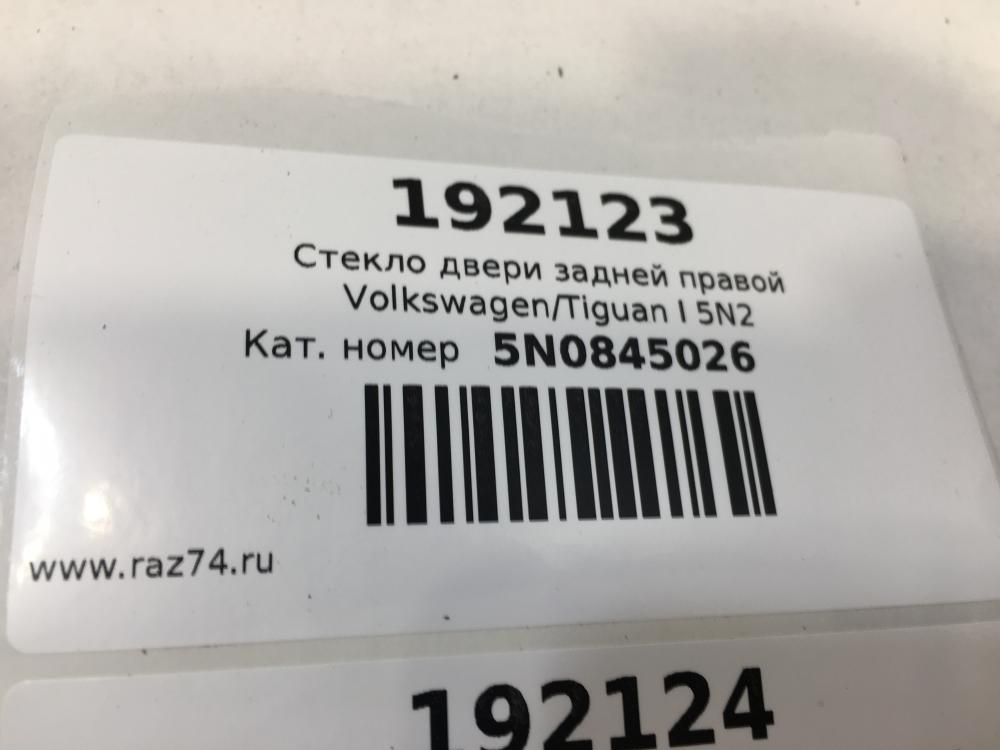 192123
Стекло двери задней правой
Volkswagen/Tiguan I 5N2
Кат. номер 5N0845026
www.raz74.ru
192124